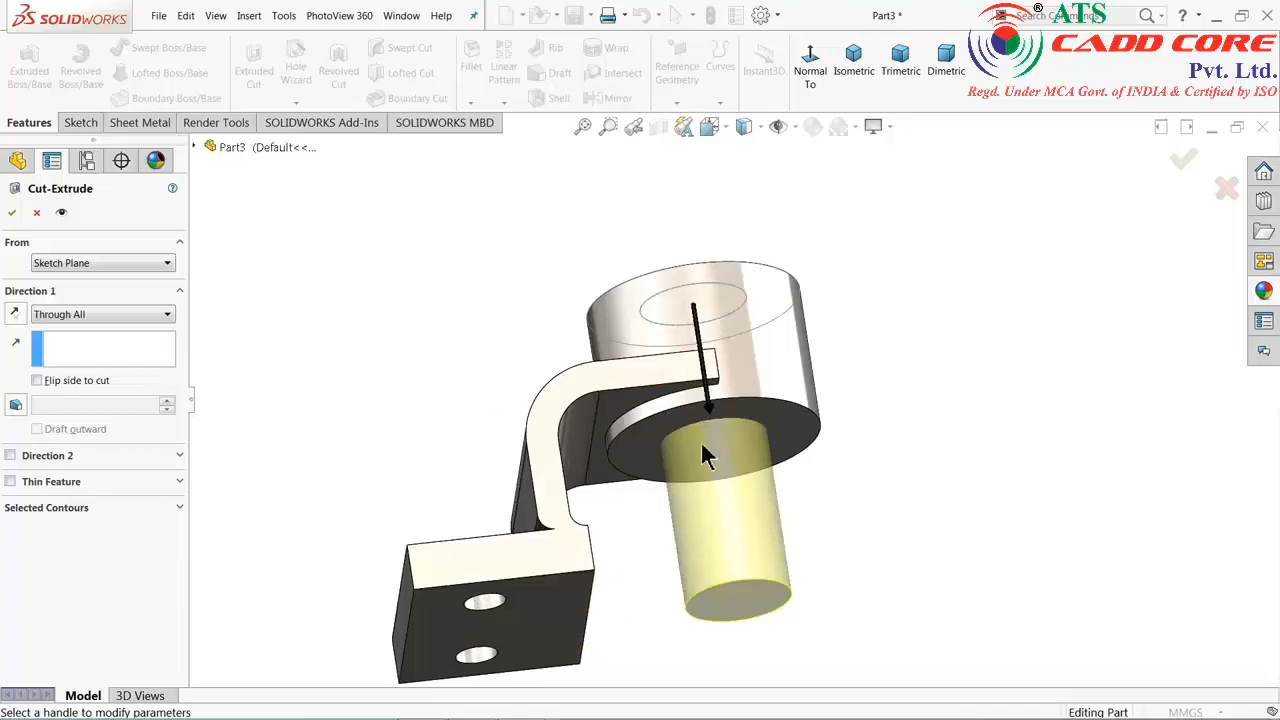 SOLIDWORKS
File Edit View Insert Tools PhotoView 360 Window Help
Part3 *
Search Commands
?
® ATS
CADD CORE
Pvt. Ltd.
Regd. Under MCA Govt. of INDIA & Certified by ISO
Extruded Boss/Base
Revolved Boss/Base
Swept Boss/Base
Lofted Boss/Base
Boundary Boss/Base
Extruded Cut
Hole Wizard
Revolved Cut
Swept Cut
Lofted Cut
Boundary Cut
Fillet
Linear Pattern
Rib
Draft
Shell
Wrap
Intersect
Mirror
Reference Geometry
Curves
Instant3D
Normal To
Isometric
Trimetric
Dimetric
Features Sketch Sheet Metal Render Tools SOLIDWORKS Add-Ins SOLIDWORKS MBD
Part3 (Default<<...
Cut-Extrude
From
Sketch Plane
Direction 1
Through All
Flip side to cut
Draft outward
Direction 2
Thin Feature
Selected Contours
Model 3D Views
Select a handle to modify parameters
Editing Part
MMGS